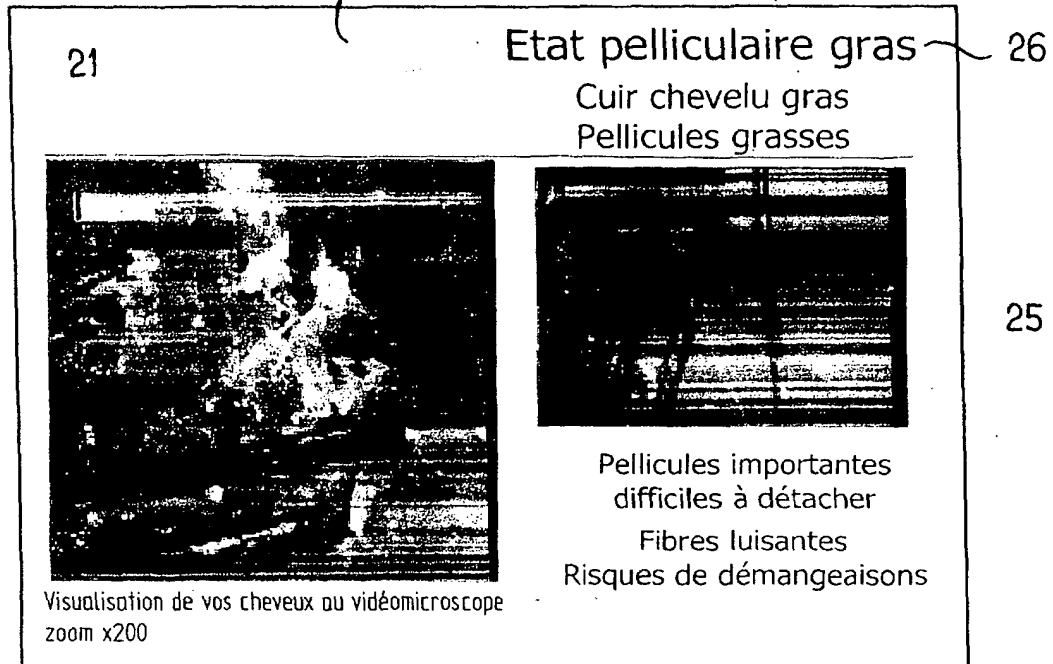 21
Etat pelliculaire gras
26
Cuir chevelu gras
Pellicules grasses
25
Pellicules importantes
difficiles à détacher
Fibres luisantes
Risques de démangeaisons
Visualisation de vos cheveux au vidéomicroscope
zoom x200